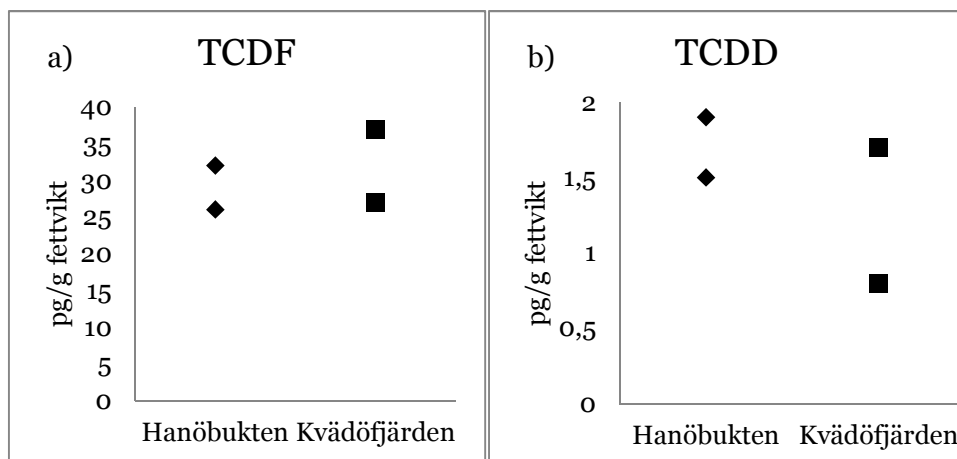 a) TCDF
pg/g fettvikt
40
35
30
25
20
15
10
5
0
Hanöbukten Kvädöfjärden
b) TCDD
pg/g fettvikt
2
1,5
1
0,5
0
Hanöbukten Kvädöfjärden